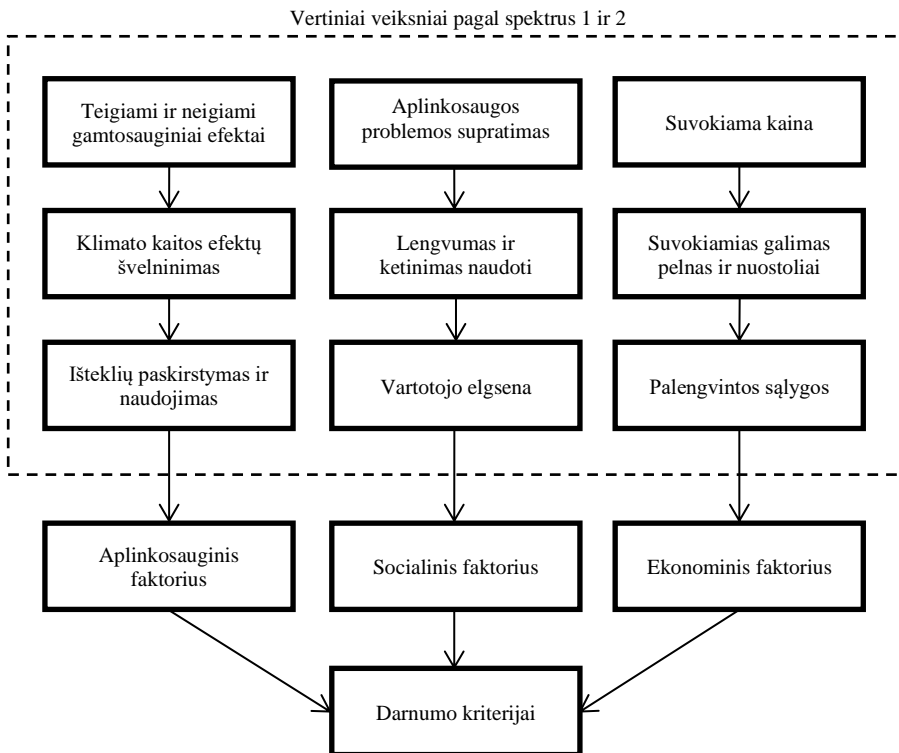 Vertiniai veiksniai pagal spektrus 1 ir 2
Teigiami ir neigiami
gamtosauginiai efektai
Aplinkosaugos
problemos supratimas
Suvokiama kaina
Klimato kaitos efektų
švelninimas
Lengvumas ir
ketinimas naudoti
Suvokiamias galimas
pelnas ir nuostoliai
Išteklių paskirstymas ir
naudojimas
Vartotojo elgsena
Palengvintos sąlygos
Aplinkosauginis
faktorius
Socialinis faktorius
Ekonominis faktorius
Darnumo kriterijai